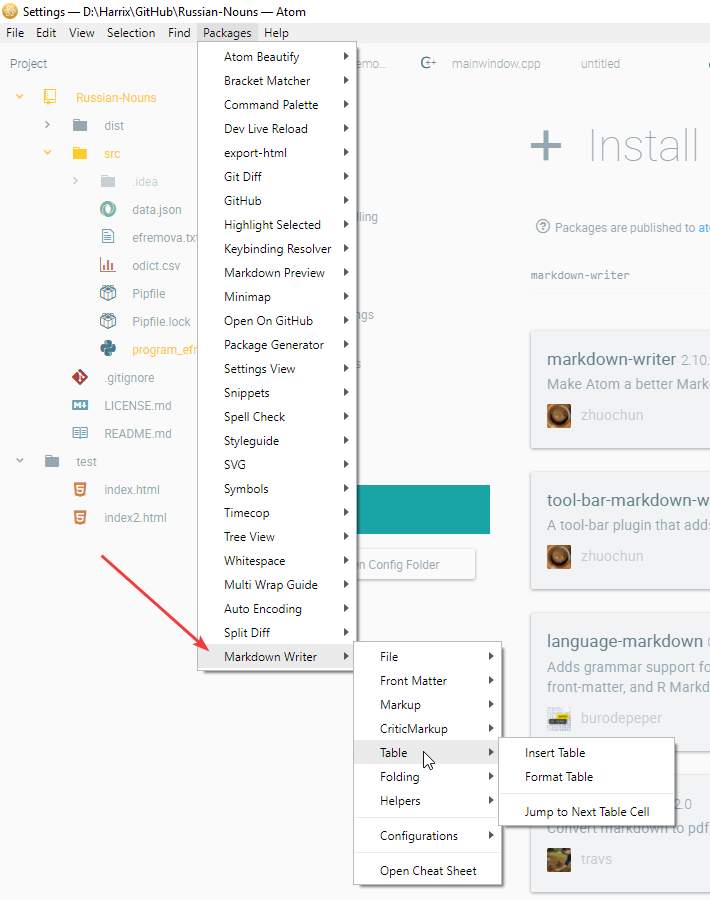 Settings — D:\Harrix\GitHub\Russian-Nouns — Atom
File Edit View Selection Find Packages Help
Project
Russian-Nouns
dist
src
.idea
data.json
efremova.txt
odict.csv
Pipfile
Pipfile.lock
program_efr
.gitignore
LICENSE.md
README.md
test
index.html
index2.html
Atom Beautify
Bracket Matcher
Command Palette
Dev Live Reload
export-html
Git Diff
GitHub
Highlight Selected
Keybinding Resolver
Markdown Preview
Minimap
Open On GitHub
Package Generator
Settings View
Snippets
Spell Check
Styleguide
SVG
Symbols
Timecop
Tree View
Whitespace
Multi Wrap Guide
Auto Encoding
Split Diff
Markdown Writer
File
Front Matter
Markup
CriticMarkup
Table
Folding
Helpers
Configurations
Open Cheat Sheet
Insert Table
Format Table
Jump to Next Table Cell
emo...
mainwindow.cpp
untitled
lling
ngs
s
en Config Folder
+ Install
Packages are published to at
markdown-writer
markdown-writer 2.10.
Make Atom a better Mark
zhuochun
tool-bar-markdown-w
A tool-bar plugin that adds
zhuochun
language-markdown
Adds grammar support fo
front-matter, and R Markd
burodepeper
2.0
Convert markdown to pdf,
travs